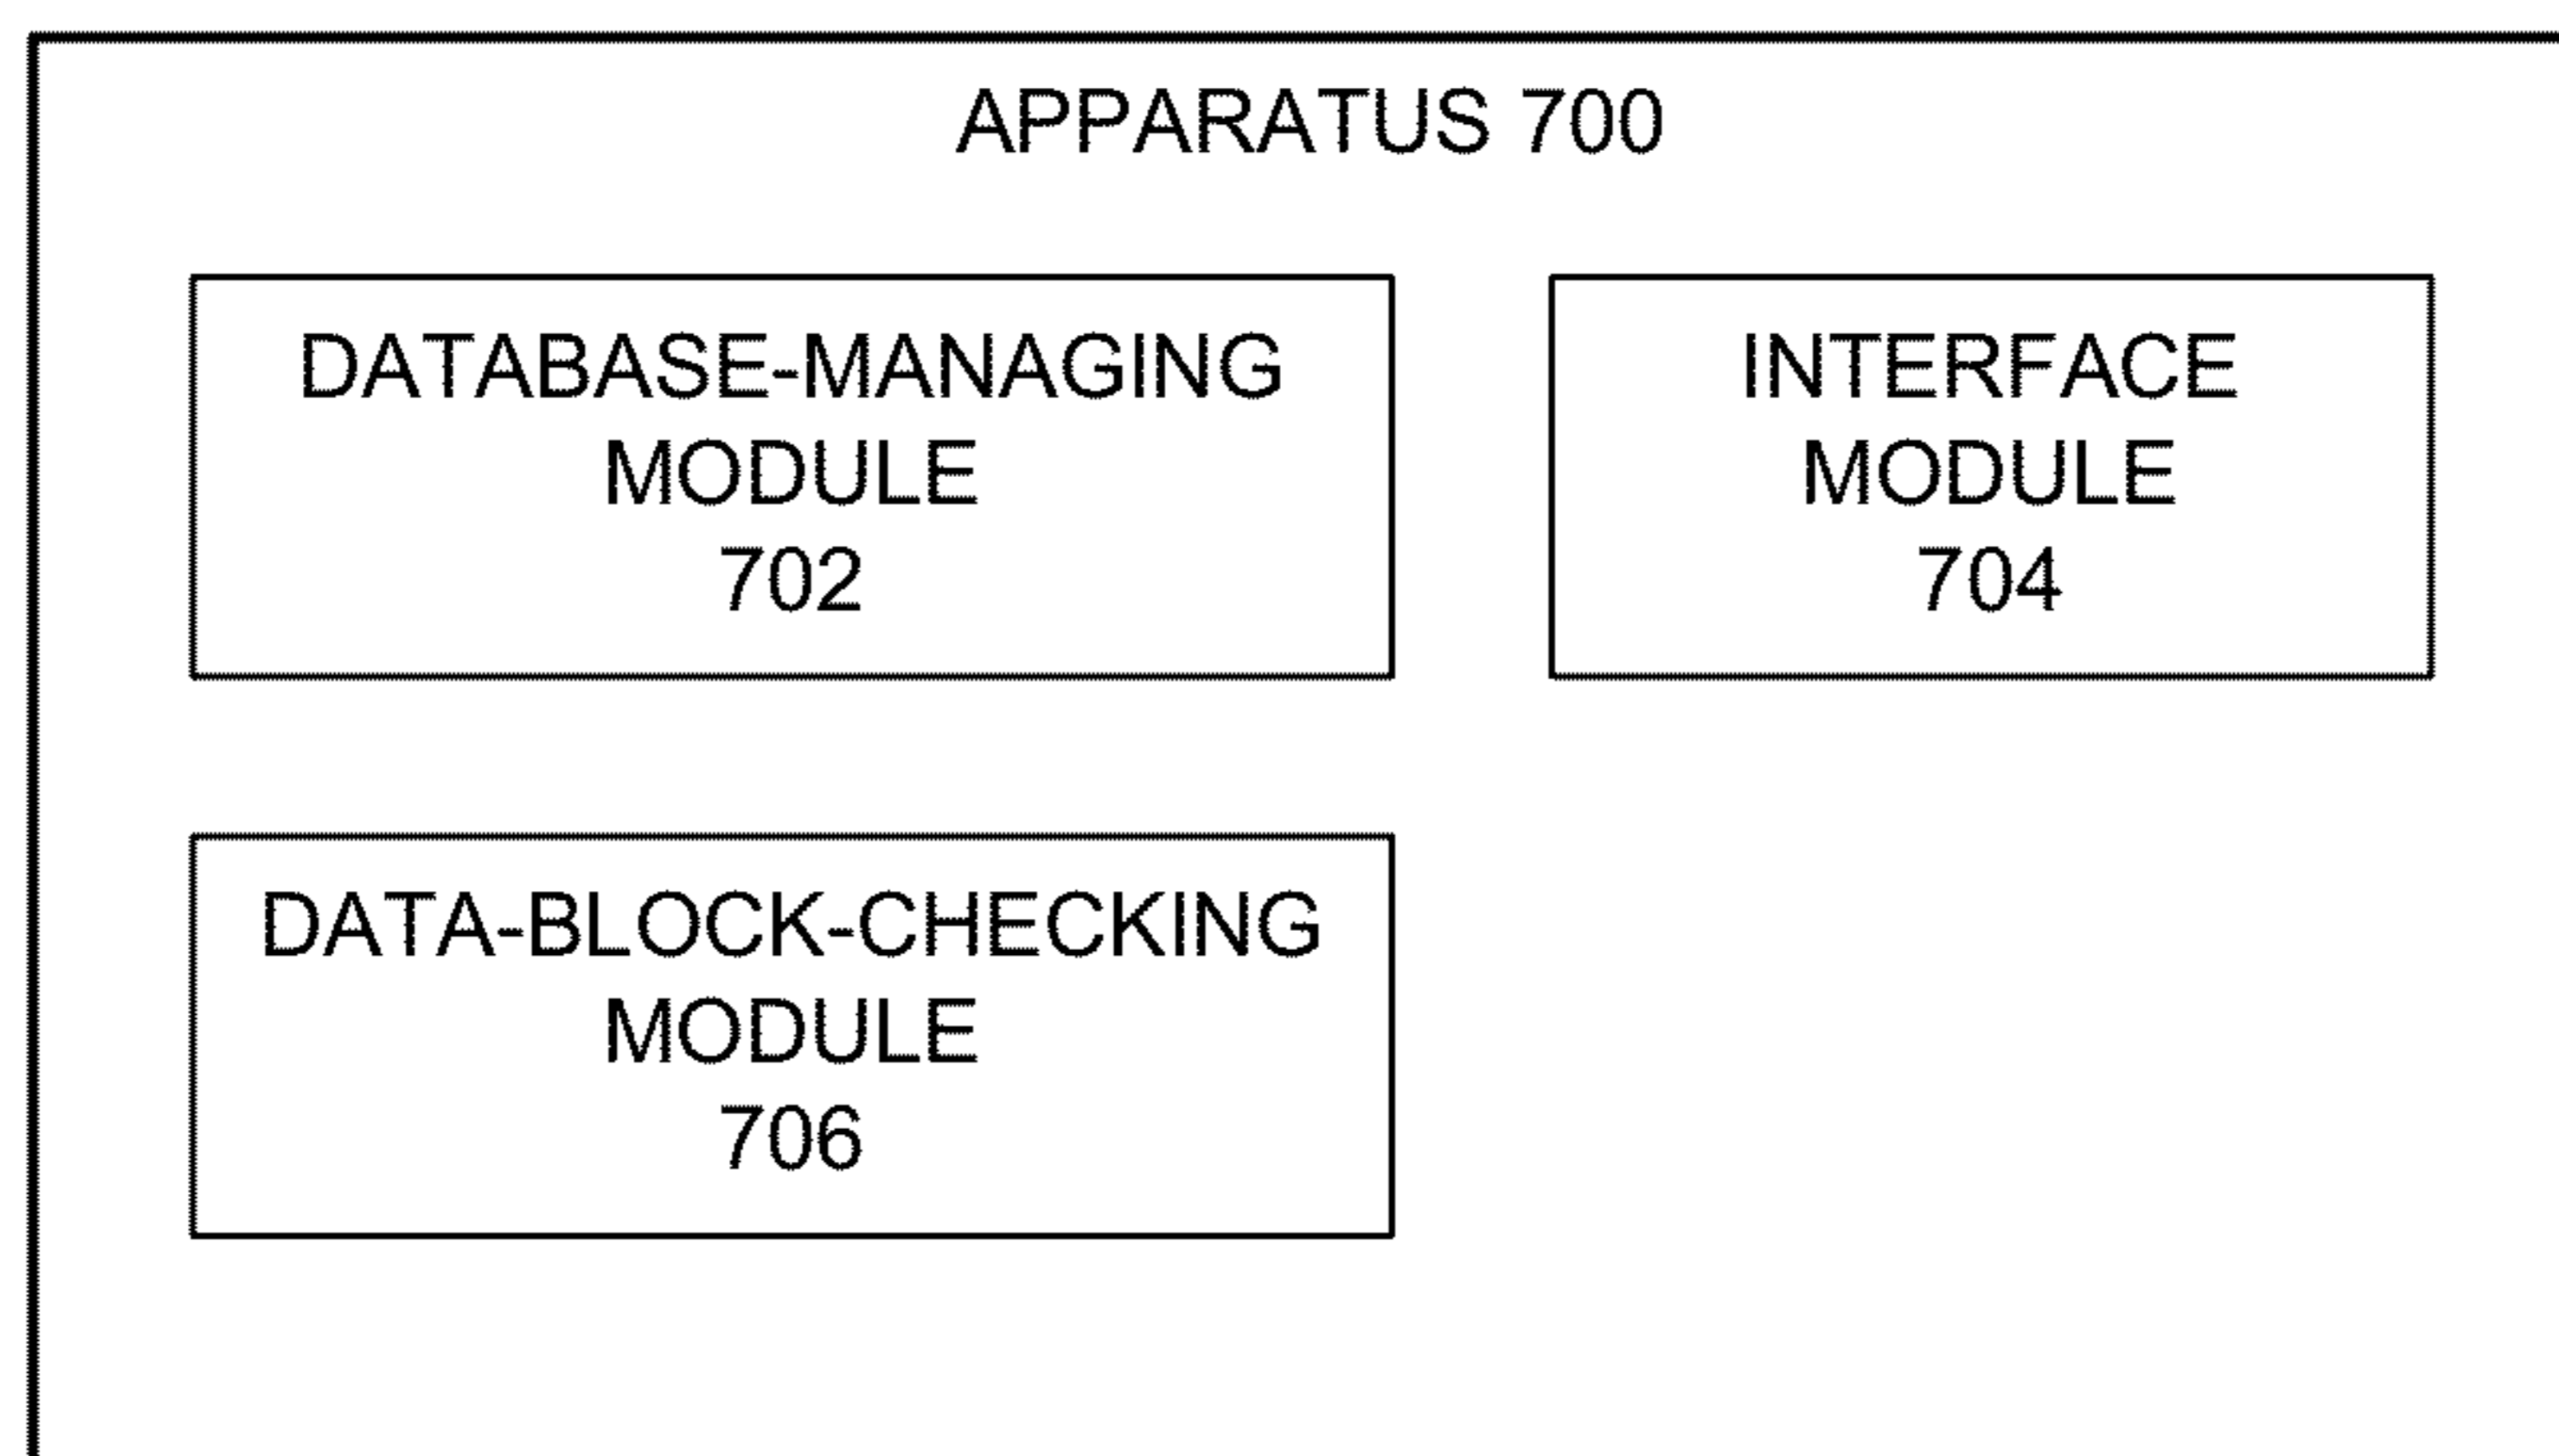 APPARATUS 700
DATABASE-MANAGING
MODULE
702
INTERFACE
MODULE
704
DATA-BLOCK-CHECKING
MODULE
706